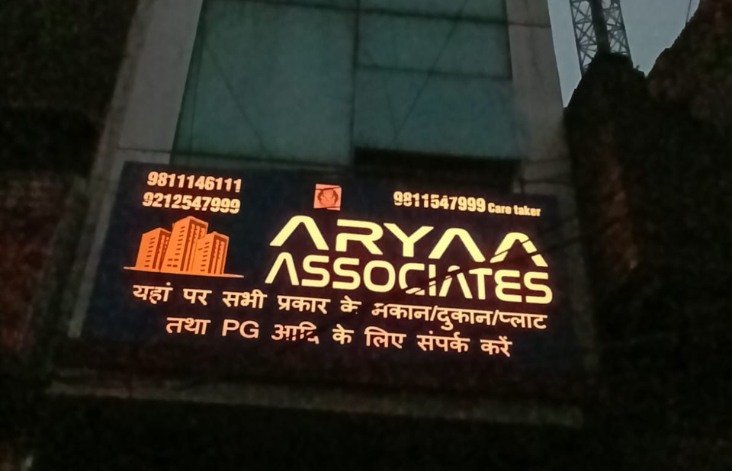 9811146111
9212547999
9811547999 Care taker
ARYAA
ASSOCIATES
यहां पर सभी प्रकार के मकान/दुकान/प्लाट
तथा PG आदि के लिए संपर्क करें